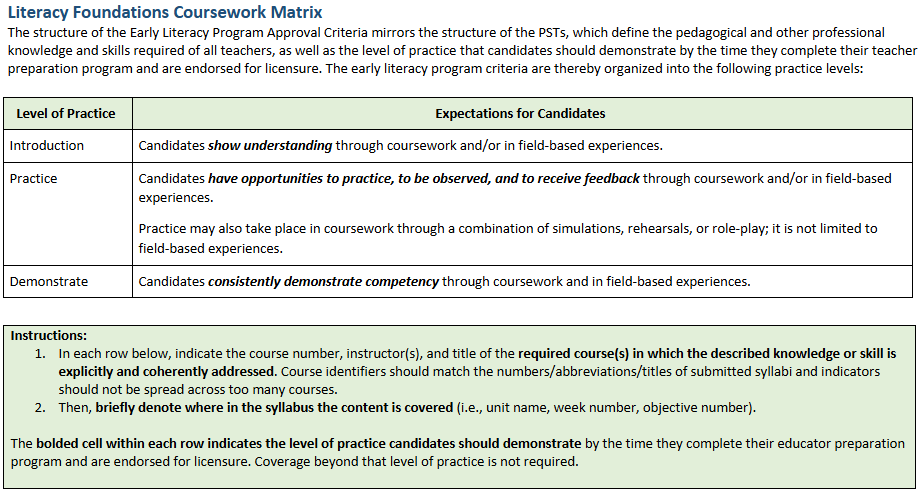 Literacy Foundations Coursework Matrix
The structure of the Early Literacy Program Approval Criteria mirrors the structure of the PSTs, which define the pedagogical and other professional
knowledge and skills required of all teachers, as well as the level of practice that candidates should demonstrate by the time they complete their teacher
preparation program and are endorsed for licensure. The early literacy program criteria are thereby organized into the following practice levels:
Level of Practice
Expectations for Candidates
Introduction
Candidates show understanding through coursework and/or in field-based experiences.
Practice
Candidates have opportunities to practice, to be observed, and to receive feedback through coursework and/or in field-based
experiences.
Practice may also take place in coursework through a combination of simulations, rehearsals, or role-play; it is not limited to
field-based experiences.
Demonstrate
Candidates consistently demonstrate competency through coursework and in field-based experiences.
Instructions:
1. In each row below, indicate the course number, instructor(s), and title of the required course(s) in which the described knowledge or skill is
explicitly and coherently addressed. Course identifiers should match the numbers/abbreviations/titles of submitted syllabi and indicators
should not be spread across too many courses.
2. Then, briefly denote where in the syllabus the content is covered (i.e., unit name, week number, objective number).
The bolded cell within each row indicates the level of practice candidates should demonstrate by the time they complete their educator preparation
program and are endorsed for licensure. Coverage beyond that level of practice is not required.